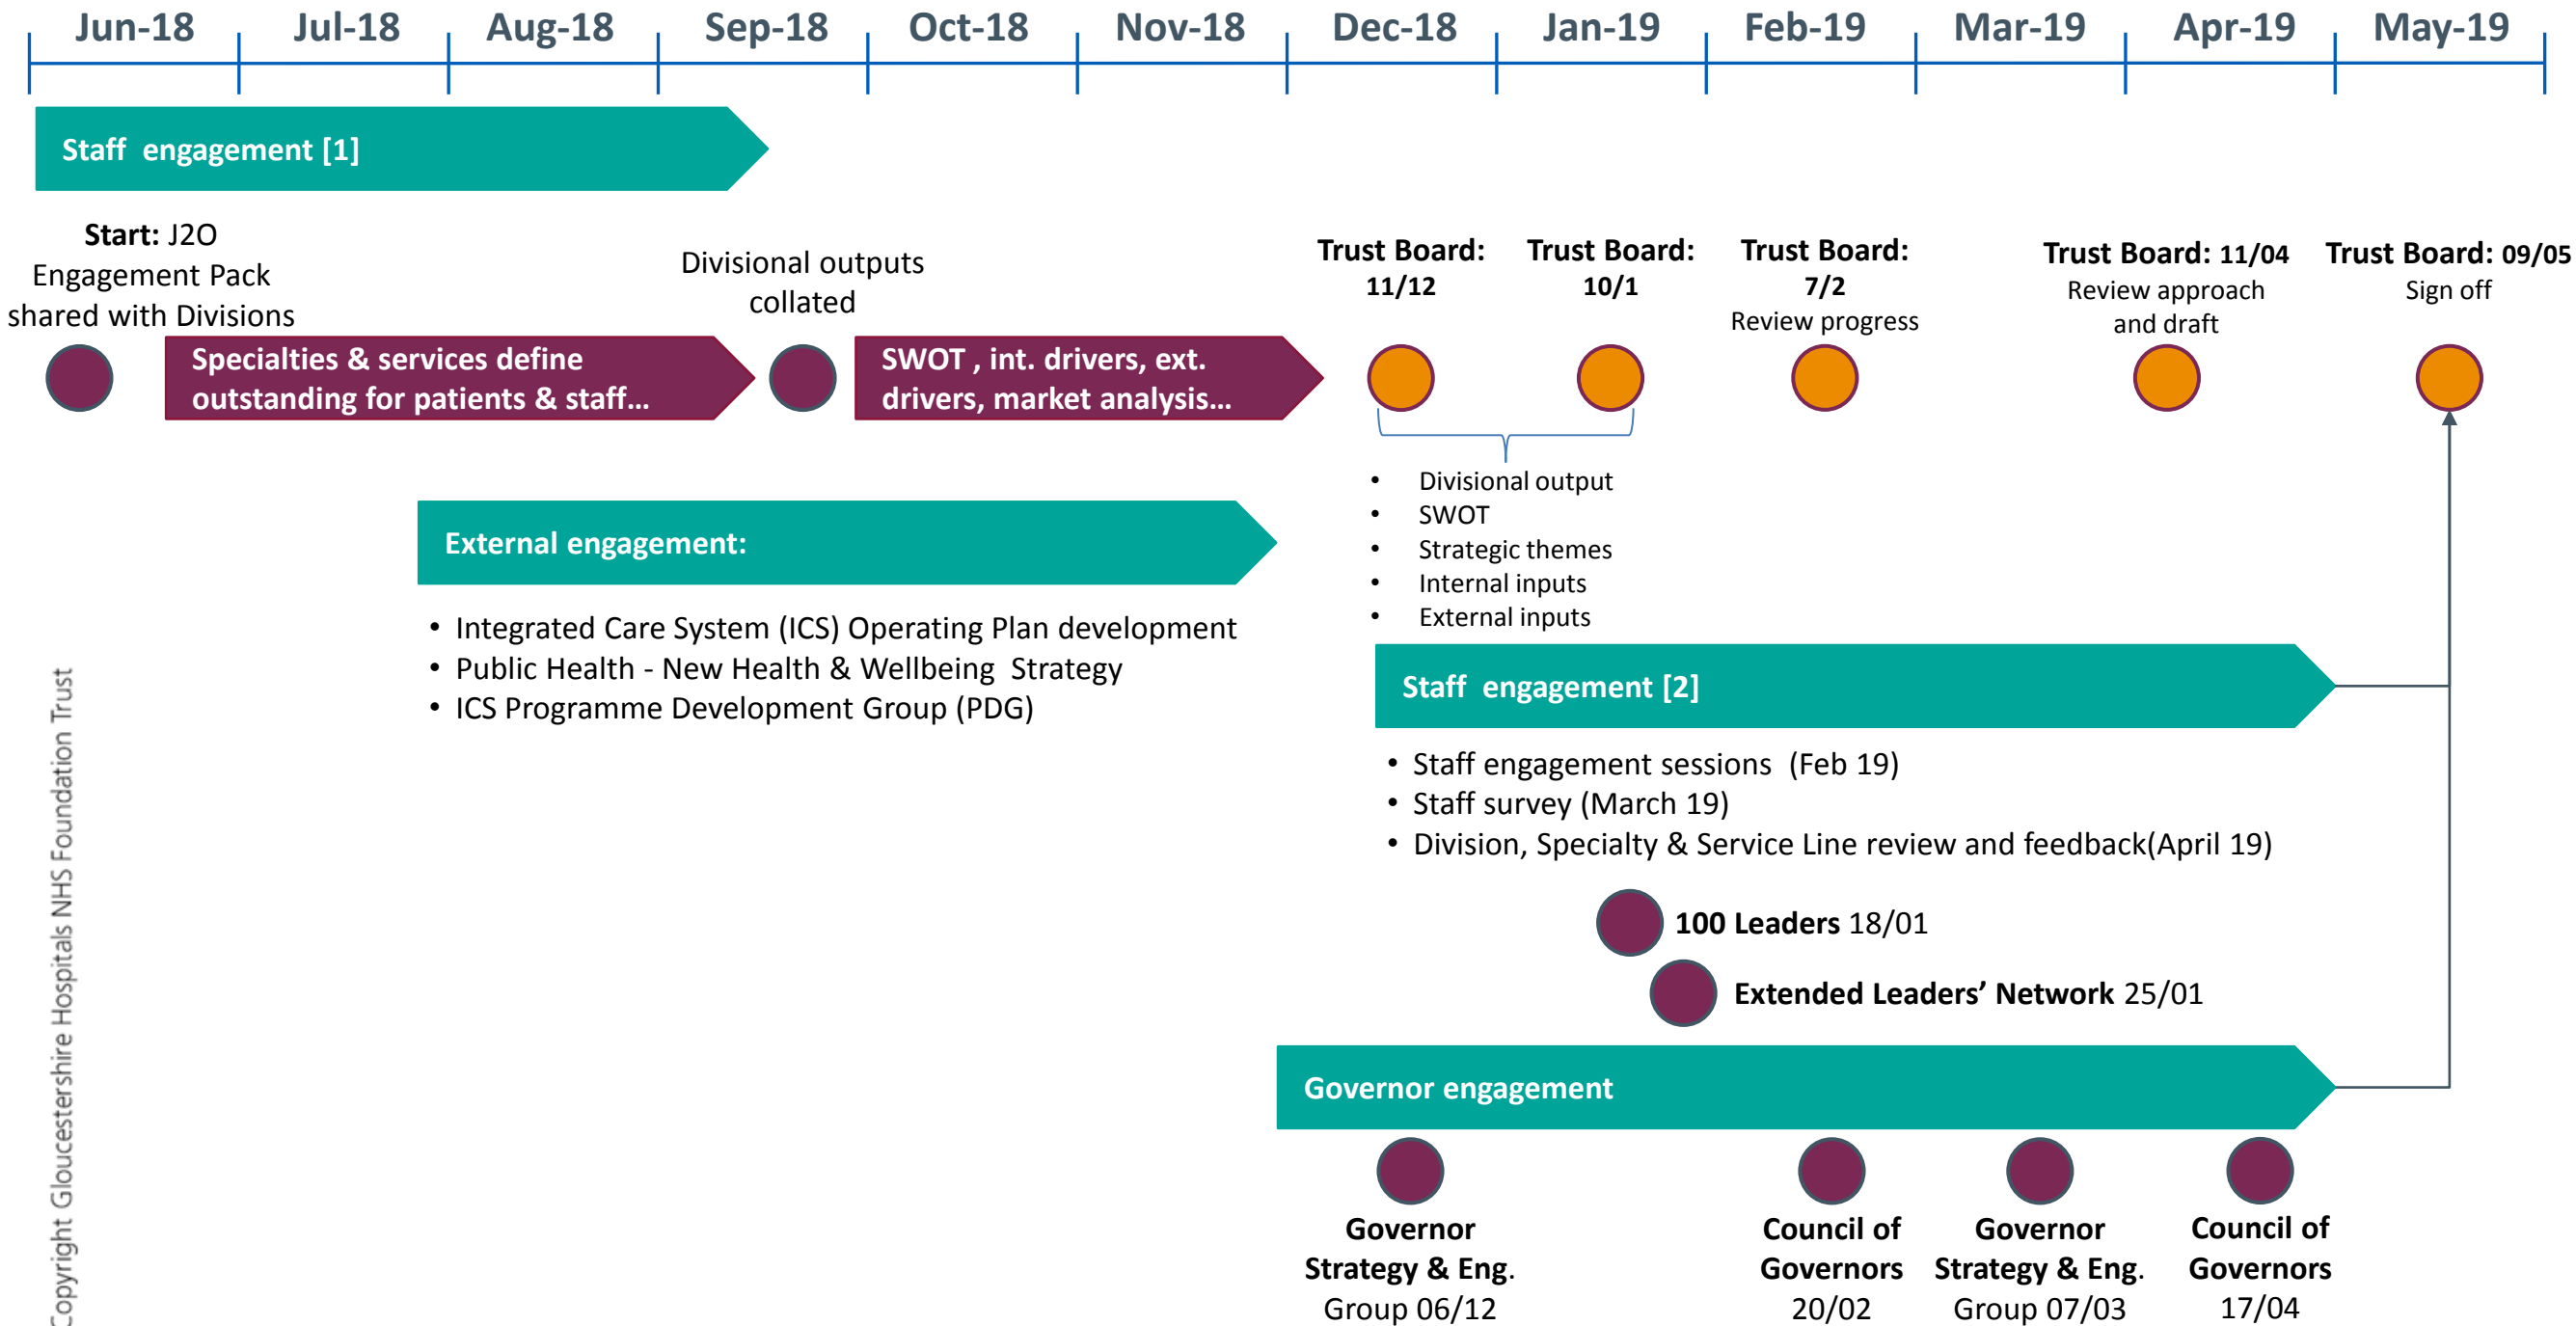 Jun-18 Jul-18 Aug-18 Sep-18 Oct-18 Nov-18 Dec-18 Jan-19 Feb-19 Mar-19 Apr-19 May-19
Staff engagement [1]
Start: J2O
Engagement Pack
shared with Divisions
Specialties & services define
outstanding for patients & staff...
Divisional outputs
collated
SWOT , int. drivers, ext.
drivers, market analysis...
Trust Board:
11/12
Trust Board:
10/1
Trust Board:
7/2
Review progress
Trust Board: 11/04
Review approach
and draft
Trust Board: 09/05
Sign off
• Divisional output
• SWOT
• Strategic themes
• Internal inputs
• External inputs
External engagement:
• Integrated Care System (ICS) Operating Plan development
• Public Health - New Health & Wellbeing Strategy
• ICS Programme Development Group (PDG)
Staff engagement [2]
• Staff engagement sessions (Feb 19)
• Staff survey (March 19)
• Division, Specialty & Service Line review and feedback(April 19)
100 Leaders 18/01
Extended Leaders’ Network 25/01
Governor engagement
Governor
Strategy & Eng.
Group 06/12
Council of
Governors
20/02
Governor
Strategy & Eng.
Group 07/03
Council of
Governors
17/04
Copyright Gloucestershire Hospitals NHS Foundation Trust